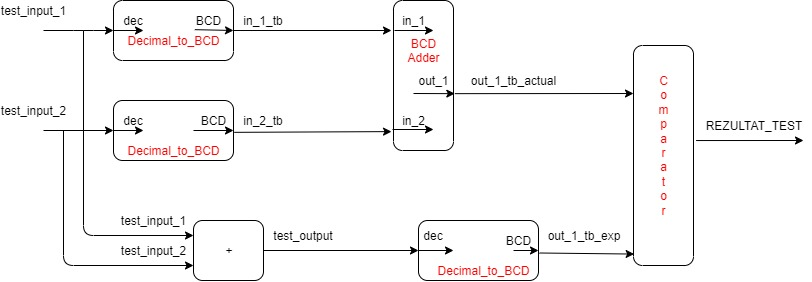 test_input_1
dec
BCD
Decimal_to_BCD
in_1_tb
in_1
BCD
Adder
out_1
in_2
out_1_tb_actual
test_input_2
dec
BCD
Decimal_to_BCD
in_2_tb
Comparator
REZULTAT_TEST
test_input_1
test_input_2
+
test_output
dec
BCD
Decimal_to_BCD
out_1_tb_exp